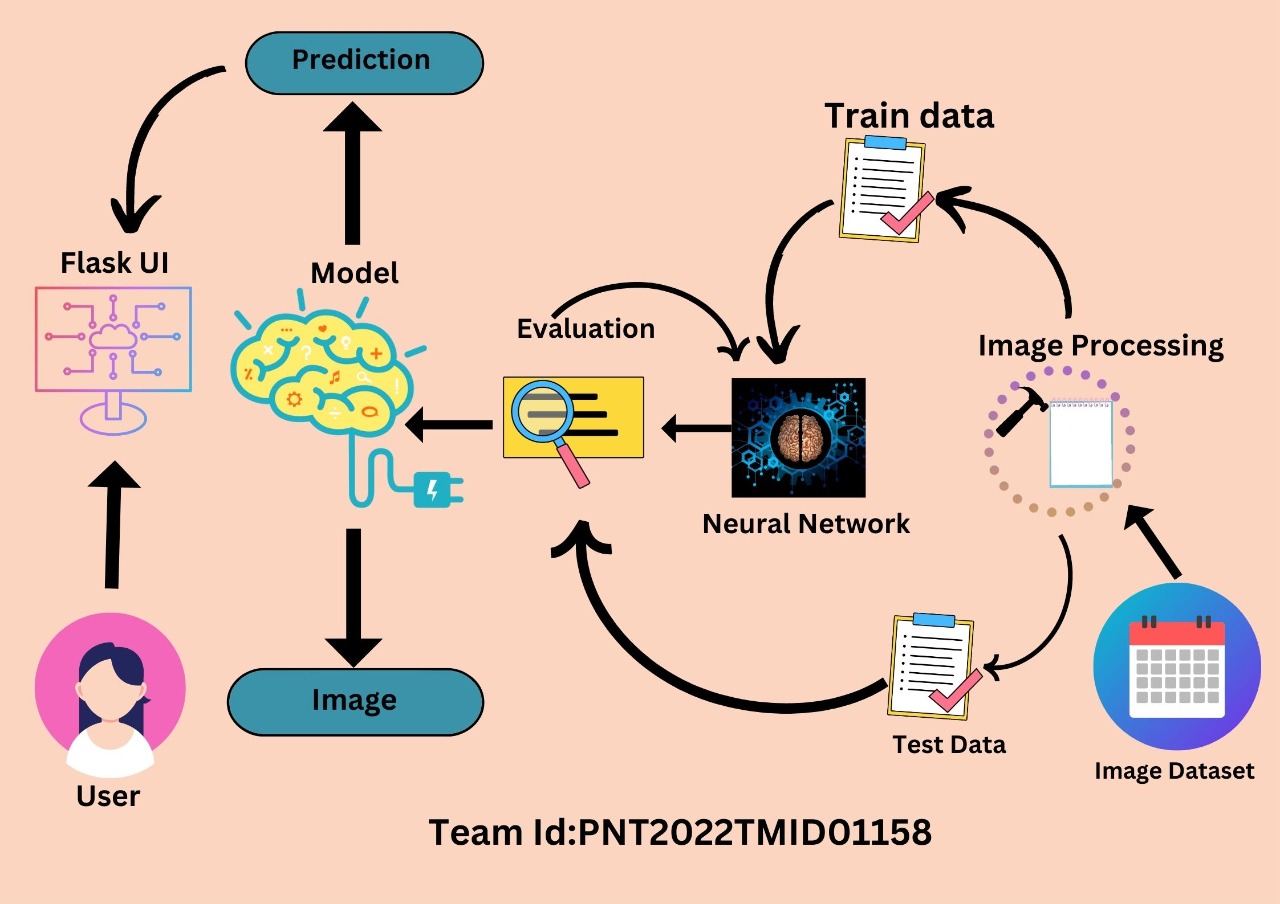 Prediction
Train data
Flask UI
Model
Evaluation
Image Processing
Neural Network
Image
Test Data
Image Dataset
User
Team Id:PNT2022TMID01158